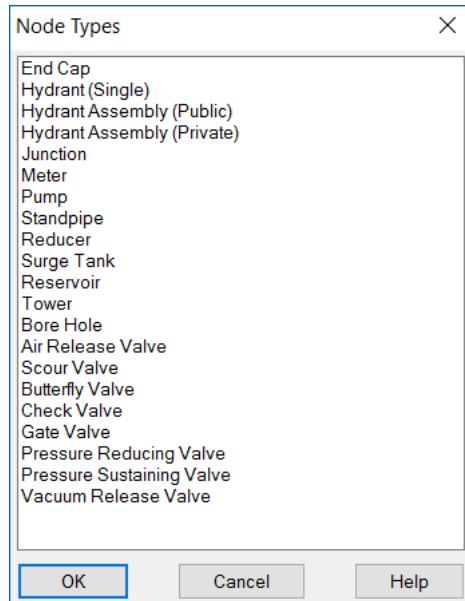 Node Types
End Cap
Hydrant (Single)
Hydrant Assembly (Public)
Hydrant Assembly (Private)
Junction
Meter
Pump
Standpipe
Reducer
Surge Tank
Reservoir
Tower
Bore Hole
Air Release Valve
Scour Valve
Butterfly Valve
Check Valve
Gate Valve
Pressure Reducing Valve
Pressure Sustaining Valve
Vacuum Release Valve
OK Cancel Help